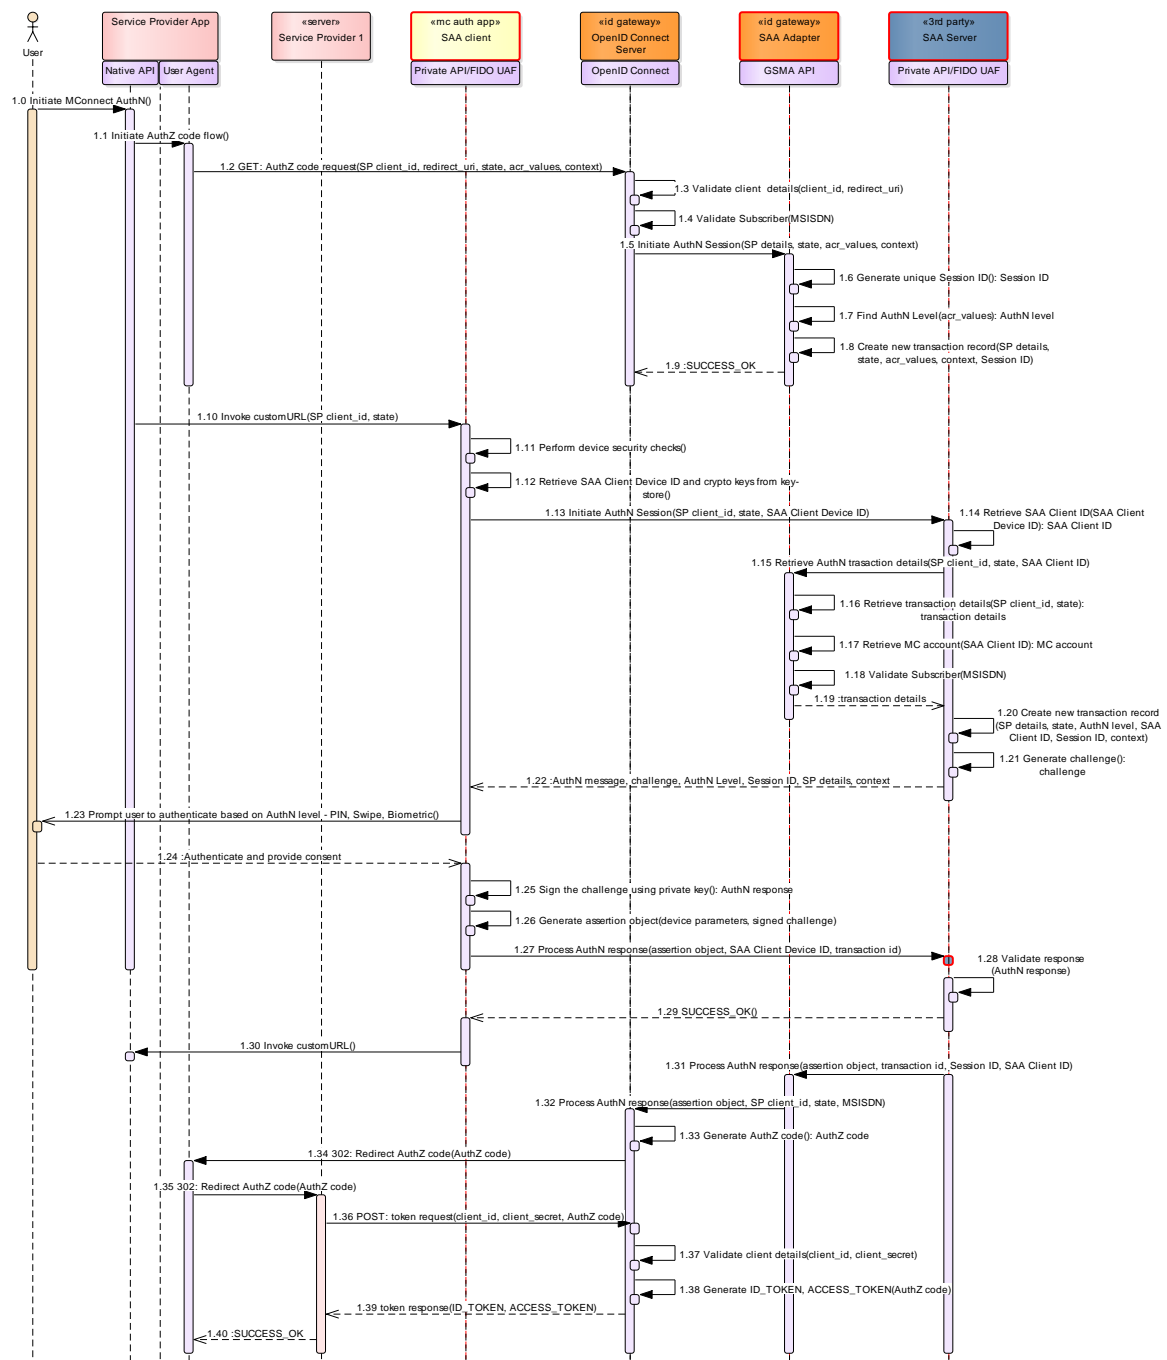 Service Provider App
«server»
Service Provider 1
«mc auth app»
SAA client
«id gateway»
OpenID Connect
Server
«id gateway»
SAA Adapter
«3rd party»
SAA Server
User
Native API
User Agent
Private API/FIDO UAF
OpenID Connect
GSMA API
Private API/FIDO UAF
1.0 Initiate MConnect AuthN()
1.1 Initiate AuthZ code flow()
1.2 GET: AuthZ code request(SP client_id, redirect_uri, state, acr_values, context)
1.3 Validate client details(client_id, redirect_uri)
1.4 Validate Subscriber(MSISDN)
1.5 Initiate AuthN Session(SP details, state, acr_values, context)
1.6 Generate unique Session ID(): Session ID
1.7 Find AuthN Level(acr_values): AuthN level
1.8 Create new transaction record(SP details,
state, acr_values, context, Session ID)
1.9 :SUCCESS_OK
1.10 Invoke customURL(SP client_id, state)
1.11 Perform device security checks()
1.12 Retrieve SAA Client Device ID and crypto keys from key-
store()
1.13 Initiate AuthN Session(SP client_id, state, SAA Client Device ID)
1.14 Retrieve SAA Client ID(SAA Client
Device ID): SAA Client ID
1.15 Retrieve AuthN trasaction details(SP client_id, state, SAA Client ID)
1.16 Retrieve transaction details(SP client_id, state):
transaction details
1.17 Retrieve MC account(SAA Client ID): MC account
1.18 Validate Subscriber(MSISDN)
1.19 :transaction details
1.20 Create new transaction record
(SP details, state, AuthN level, SAA
Client ID, Session ID, context)
1.21 Generate challenge():
challenge
1.22 :AuthN message, challenge, AuthN Level, Session ID, SP details, context
1.23 Prompt user to authenticate based on AuthN level - PIN, Swipe, Biometric()
1.24 :Authenticate and provide consent
1.25 Sign the challenge using private key(): AuthN response
1.26 Generate assertion object(device parameters, signed challenge)
1.27 Process AuthN response(assertion object, SAA Client Device ID, transaction id)
1.28 Validate response
(AuthN response)
1.29 SUCCESS_OK()
1.30 Invoke customURL()
1.31 Process AuthN response(assertion object, transaction id, Session ID, SAA Client ID)
1.32 Process AuthN response(assertion object, SP client_id, state, MSISDN)
1.33 Generate AuthZ code(): AuthZ code
1.34 302: Redirect AuthZ code(AuthZ code)
1.35 302: Redirect AuthZ code(AuthZ code)
1.36 POST: token request(client_id, client_secret, AuthZ code)
1.37 Validate client details(client_id, client_secret)
1.38 Generate ID_TOKEN, ACCESS_TOKEN(AuthZ code)
1.39 token response(ID_TOKEN, ACCESS_TOKEN)
1.40 :SUCCESS_OK